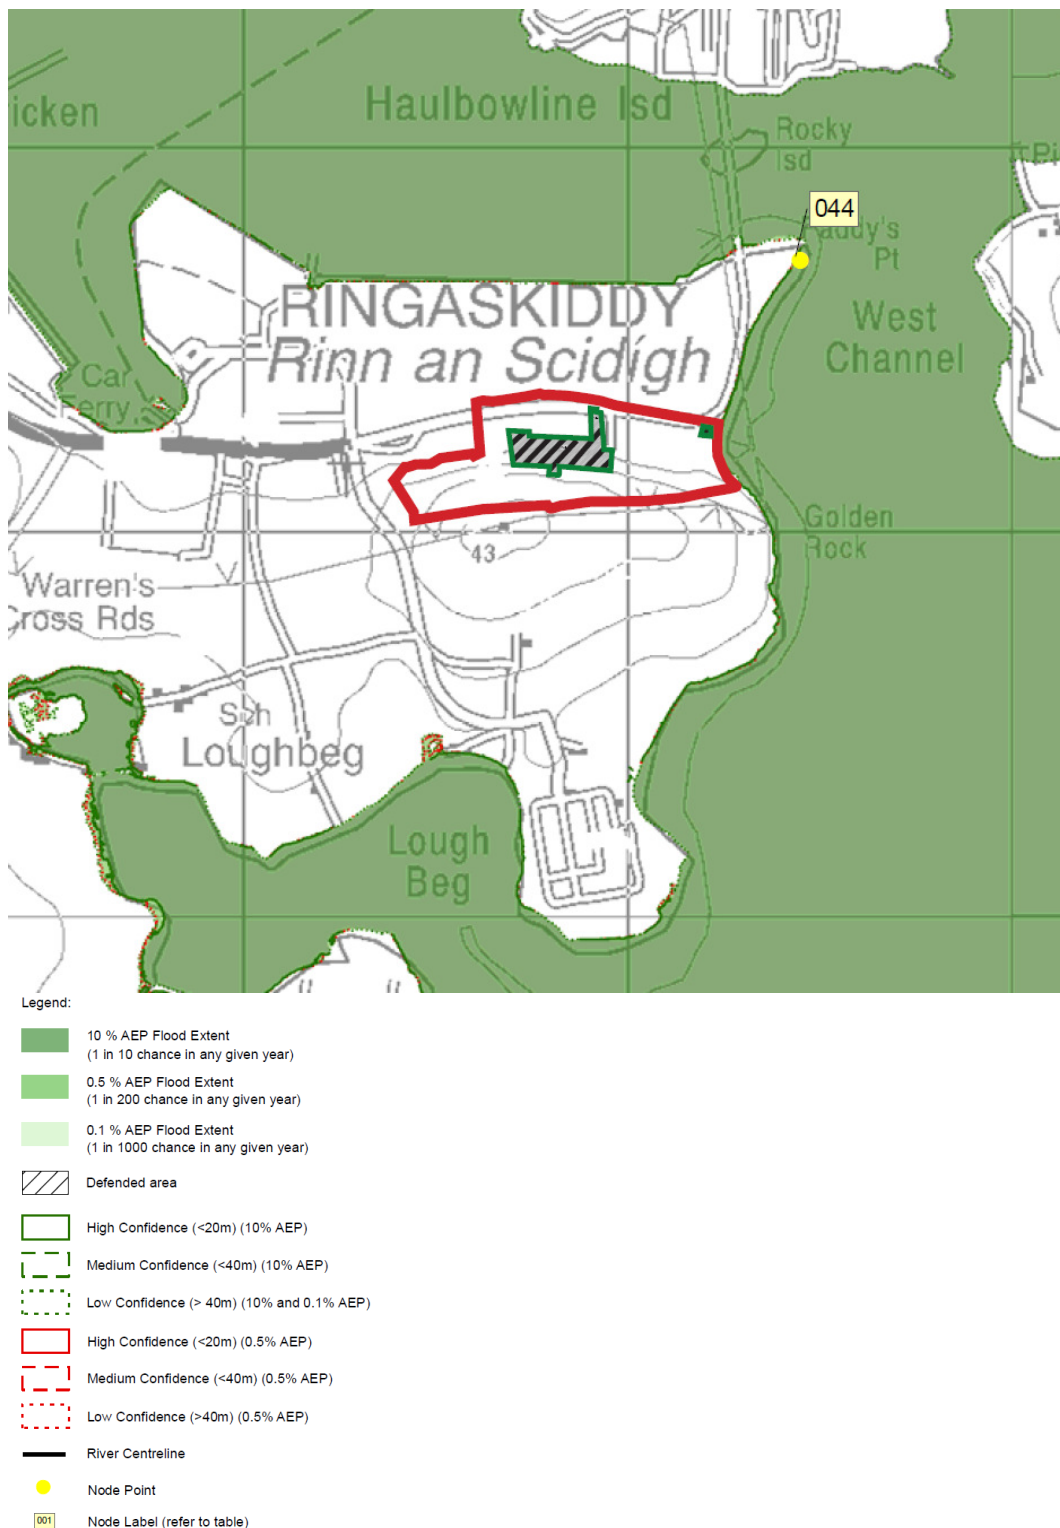 icken
Haulbowline Isd
Rocky
Isd
Pi
044
addy's
Pt
RINGASKIDDY
Rinn an Scidigh
West
Channel
Car
Ferry
Golden
Rock
43
Warren's
Cross Rds
Sch
Loughbeg
Lough
Beg
Legend:
10 % AEP Flood Extent
(1 in 10 chance in any given year)
0.5 % AEP Flood Extent
(1 in 200 chance in any given year)
0.1 % AEP Flood Extent
(1 in 1000 chance in any given year)
Defended area
High Confidence (<20m) (10% AEP)
Medium Confidence (<40m) (10% AEP)
Low Confidence (> 40m) (10% and 0.1% AEP)
High Confidence (<20m) (0.5% AEP)
Medium Confidence (<40m) (0.5% AEP)
Low Confidence (>40m) (0.5% AEP)
River Centreline
Node Point
001
Node Label (refer to table)